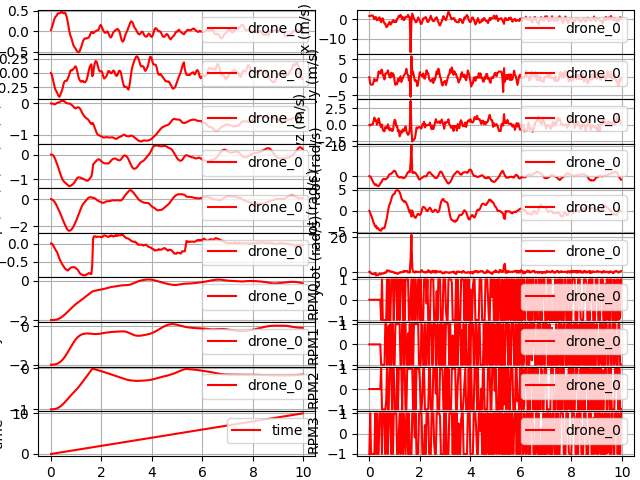 0.5
0.0
-0.5
drone_0
0.25
0.00
-0.25
drone_0
0
-1
drone_0
0
-1
drone_0
0
-2
drone_0
0.0
-0.5
drone_0
0
-2
drone_0
0
-2
drone_0
0
-1
drone_0
1
0
time
time
0 2 4 6 8 10
x (m/s)
0
-10
drone_0
y (m/s)
5
0
-5
drone_0
z (m/s)
2.5
0.0
-2.5
drone_0
10
0
drone_0
5
0
-5
drone_0
20
0
drone_0
RPM0
1
0
-1
drone_0
RPM1
1
0
-1
drone_0
RPM2
1
0
-1
drone_0
RPM3
1
0
-1
drone_0
0 2 4 6 8 10